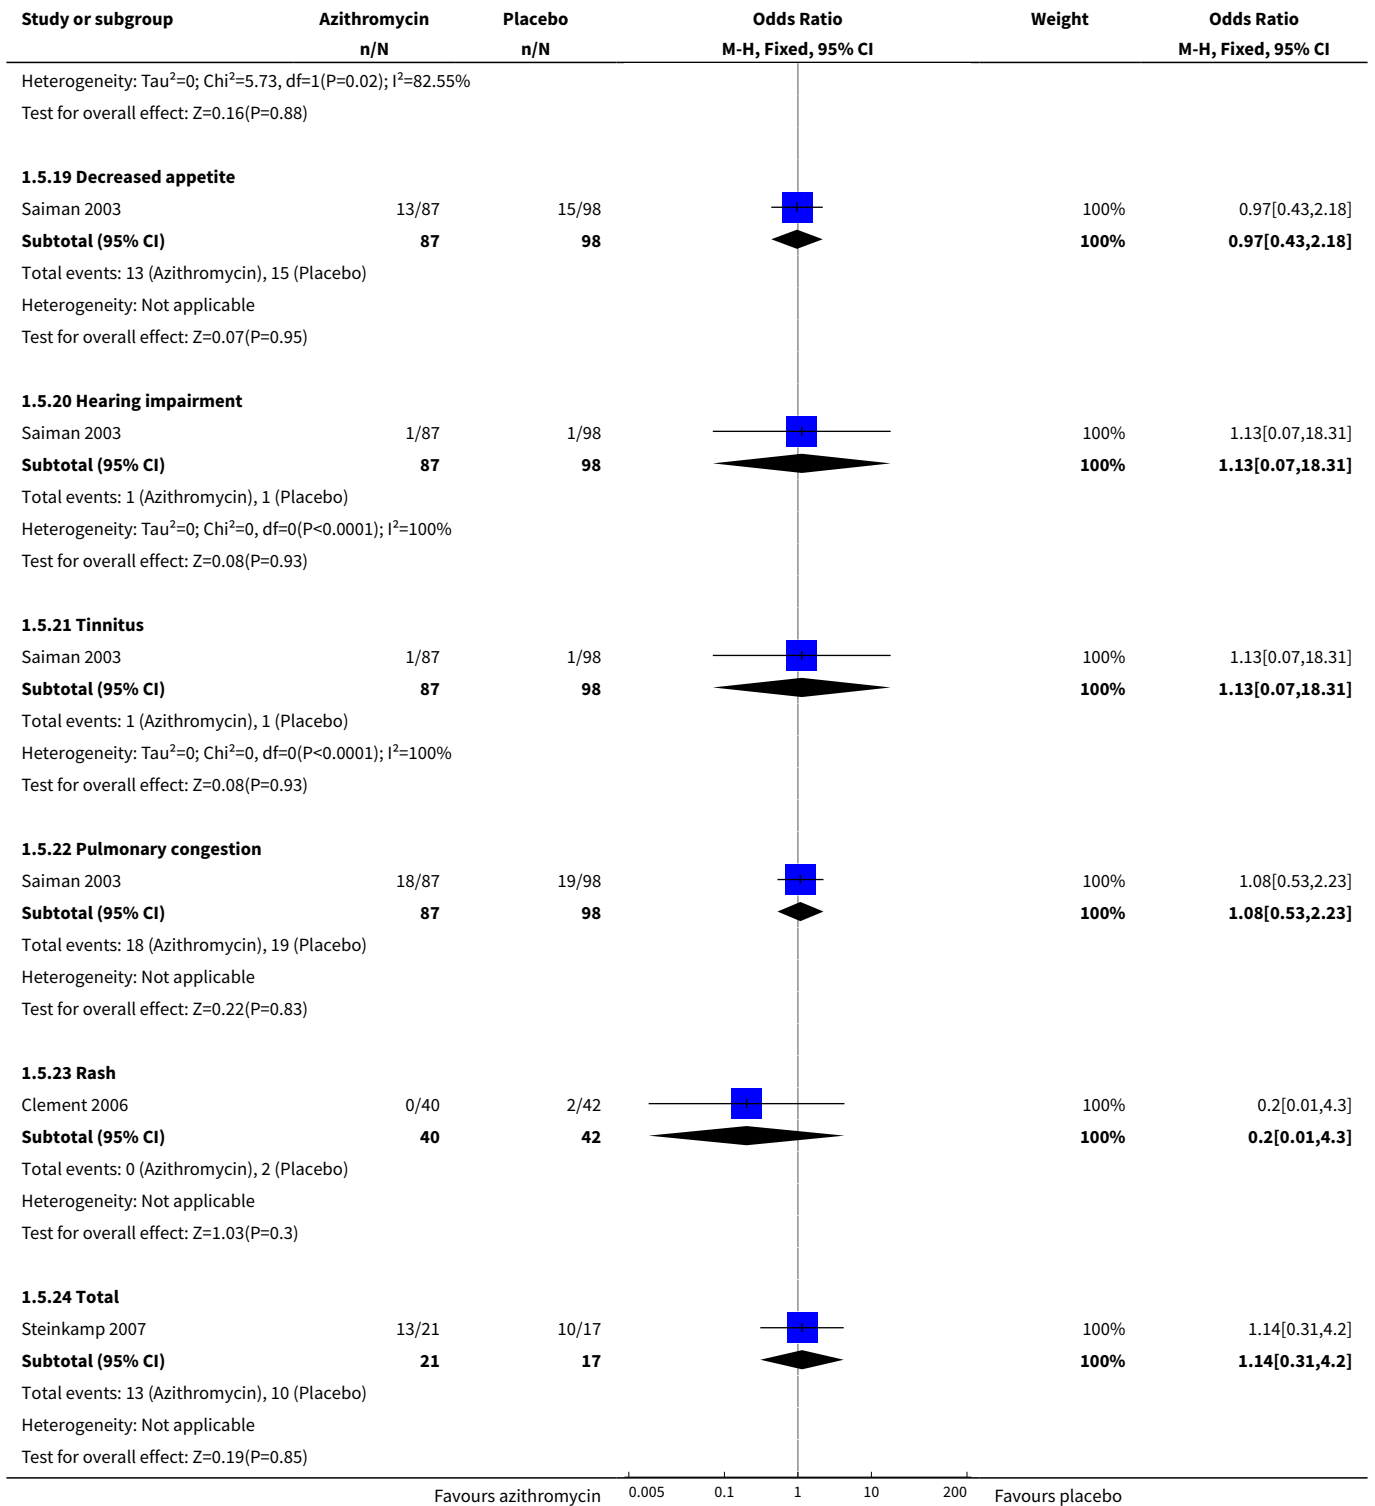 Study or subgroup Azithromycin Placebo Odds Ratio Weight Odds Ratio
n/N n/N M-H, Fixed, 95% CI M-H, Fixed, 95% CI
Heterogeneity: Tau²=0; Chi²=5.73, df=1(P=0.02); I²=82.55%
Test for overall effect: Z=0.16(P=0.88)
1.5.19 Decreased appetite
Saiman 2003 13/87 15/98 100% 0.97[0.43,2.18]
Subtotal (95% CI) 87 98 100% 0.97[0.43,2.18]
Total events: 13 (Azithromycin), 15 (Placebo)
Heterogeneity: Not applicable
Test for overall effect: Z=0.07(P=0.95)
1.5.20 Hearing impairment
Saiman 2003 1/87 1/98 100% 1.13[0.07,18.31]
Subtotal (95% CI) 87 98 100% 1.13[0.07,18.31]
Total events: 1 (Azithromycin), 1 (Placebo)
Heterogeneity: Tau²=0; Chi²=0, df=0(P<0.0001); I²=100%
Test for overall effect: Z=0.08(P=0.93)
1.5.21 Tinnitus
Saiman 2003 1/87 1/98 100% 1.13[0.07,18.31]
Subtotal (95% CI) 87 98 100% 1.13[0.07,18.31]
Total events: 1 (Azithromycin), 1 (Placebo)
Heterogeneity: Tau²=0; Chi²=0, df=0(P<0.0001); I²=100%
Test for overall effect: Z=0.08(P=0.93)
1.5.22 Pulmonary congestion
Saiman 2003 18/87 19/98 100% 1.08[0.53,2.23]
Subtotal (95% CI) 87 98 100% 1.08[0.53,2.23]
Total events: 18 (Azithromycin), 19 (Placebo)
Heterogeneity: Not applicable
Test for overall effect: Z=0.22(P=0.83)
1.5.23 Rash
Clement 2006 0/40 2/42 100% 0.2[0.01,4.3]
Subtotal (95% CI) 40 42 100% 0.2[0.01,4.3]
Total events: 0 (Azithromycin), 2 (Placebo)
Heterogeneity: Not applicable
Test for overall effect: Z=1.03(P=0.3)
1.5.24 Total
Steinkamp 2007 13/21 10/17 100% 1.14[0.31,4.2]
Subtotal (95% CI) 21 17 100% 1.14[0.31,4.2]
Total events: 13 (Azithromycin), 10 (Placebo)
Heterogeneity: Not applicable
Test for overall effect: Z=0.19(P=0.85)
Favours azithromycin 0.005 0.1 1 10 200 Favours placebo